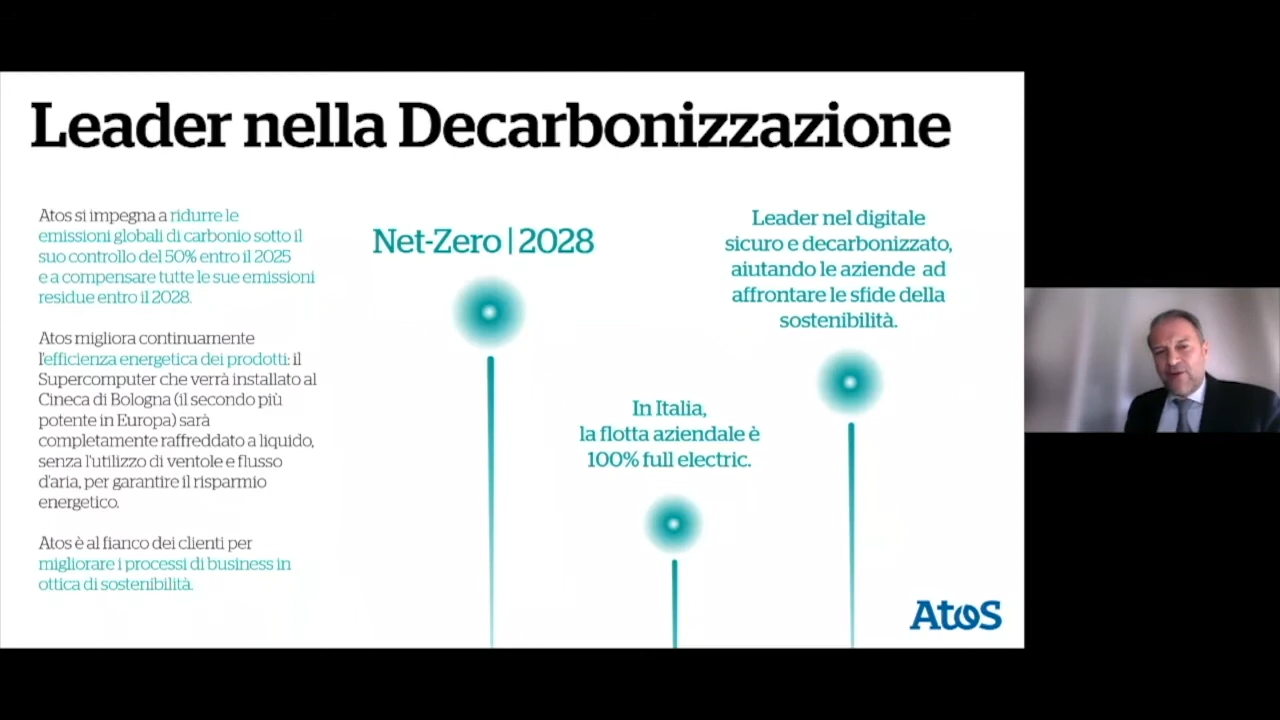 Leader nella Decarbonizzazione
Atos si impegna a ridurre le
emissioni globali di carbonio sotto il
suo controllo del 50% entro il 2025
e a compensare tutte le sue emissioni
residue entro il 2028.
Atos migliora continuamente
l'efficienza energetica dei prodotti: il
Supercomputer che verrà installato al
Cineca di Bologna (il secondo più
potente in Europa) sarà
completamente raffreddato a liquido,
senza l'utilizzo di ventole e flusso
d'aria, per garantire il risparmio
energetico.
Atos è al fianco dei clienti per
migliorare i processi di business in
ottica di sostenibilità.
Net-Zero | 2028
In Italia,
la flotta aziendale è
100% full electric.
Leader nel digitale
sicuro e decarbonizzato,
aiutando le aziende ad
affrontare le sfide della
sostenibilità.
Atos